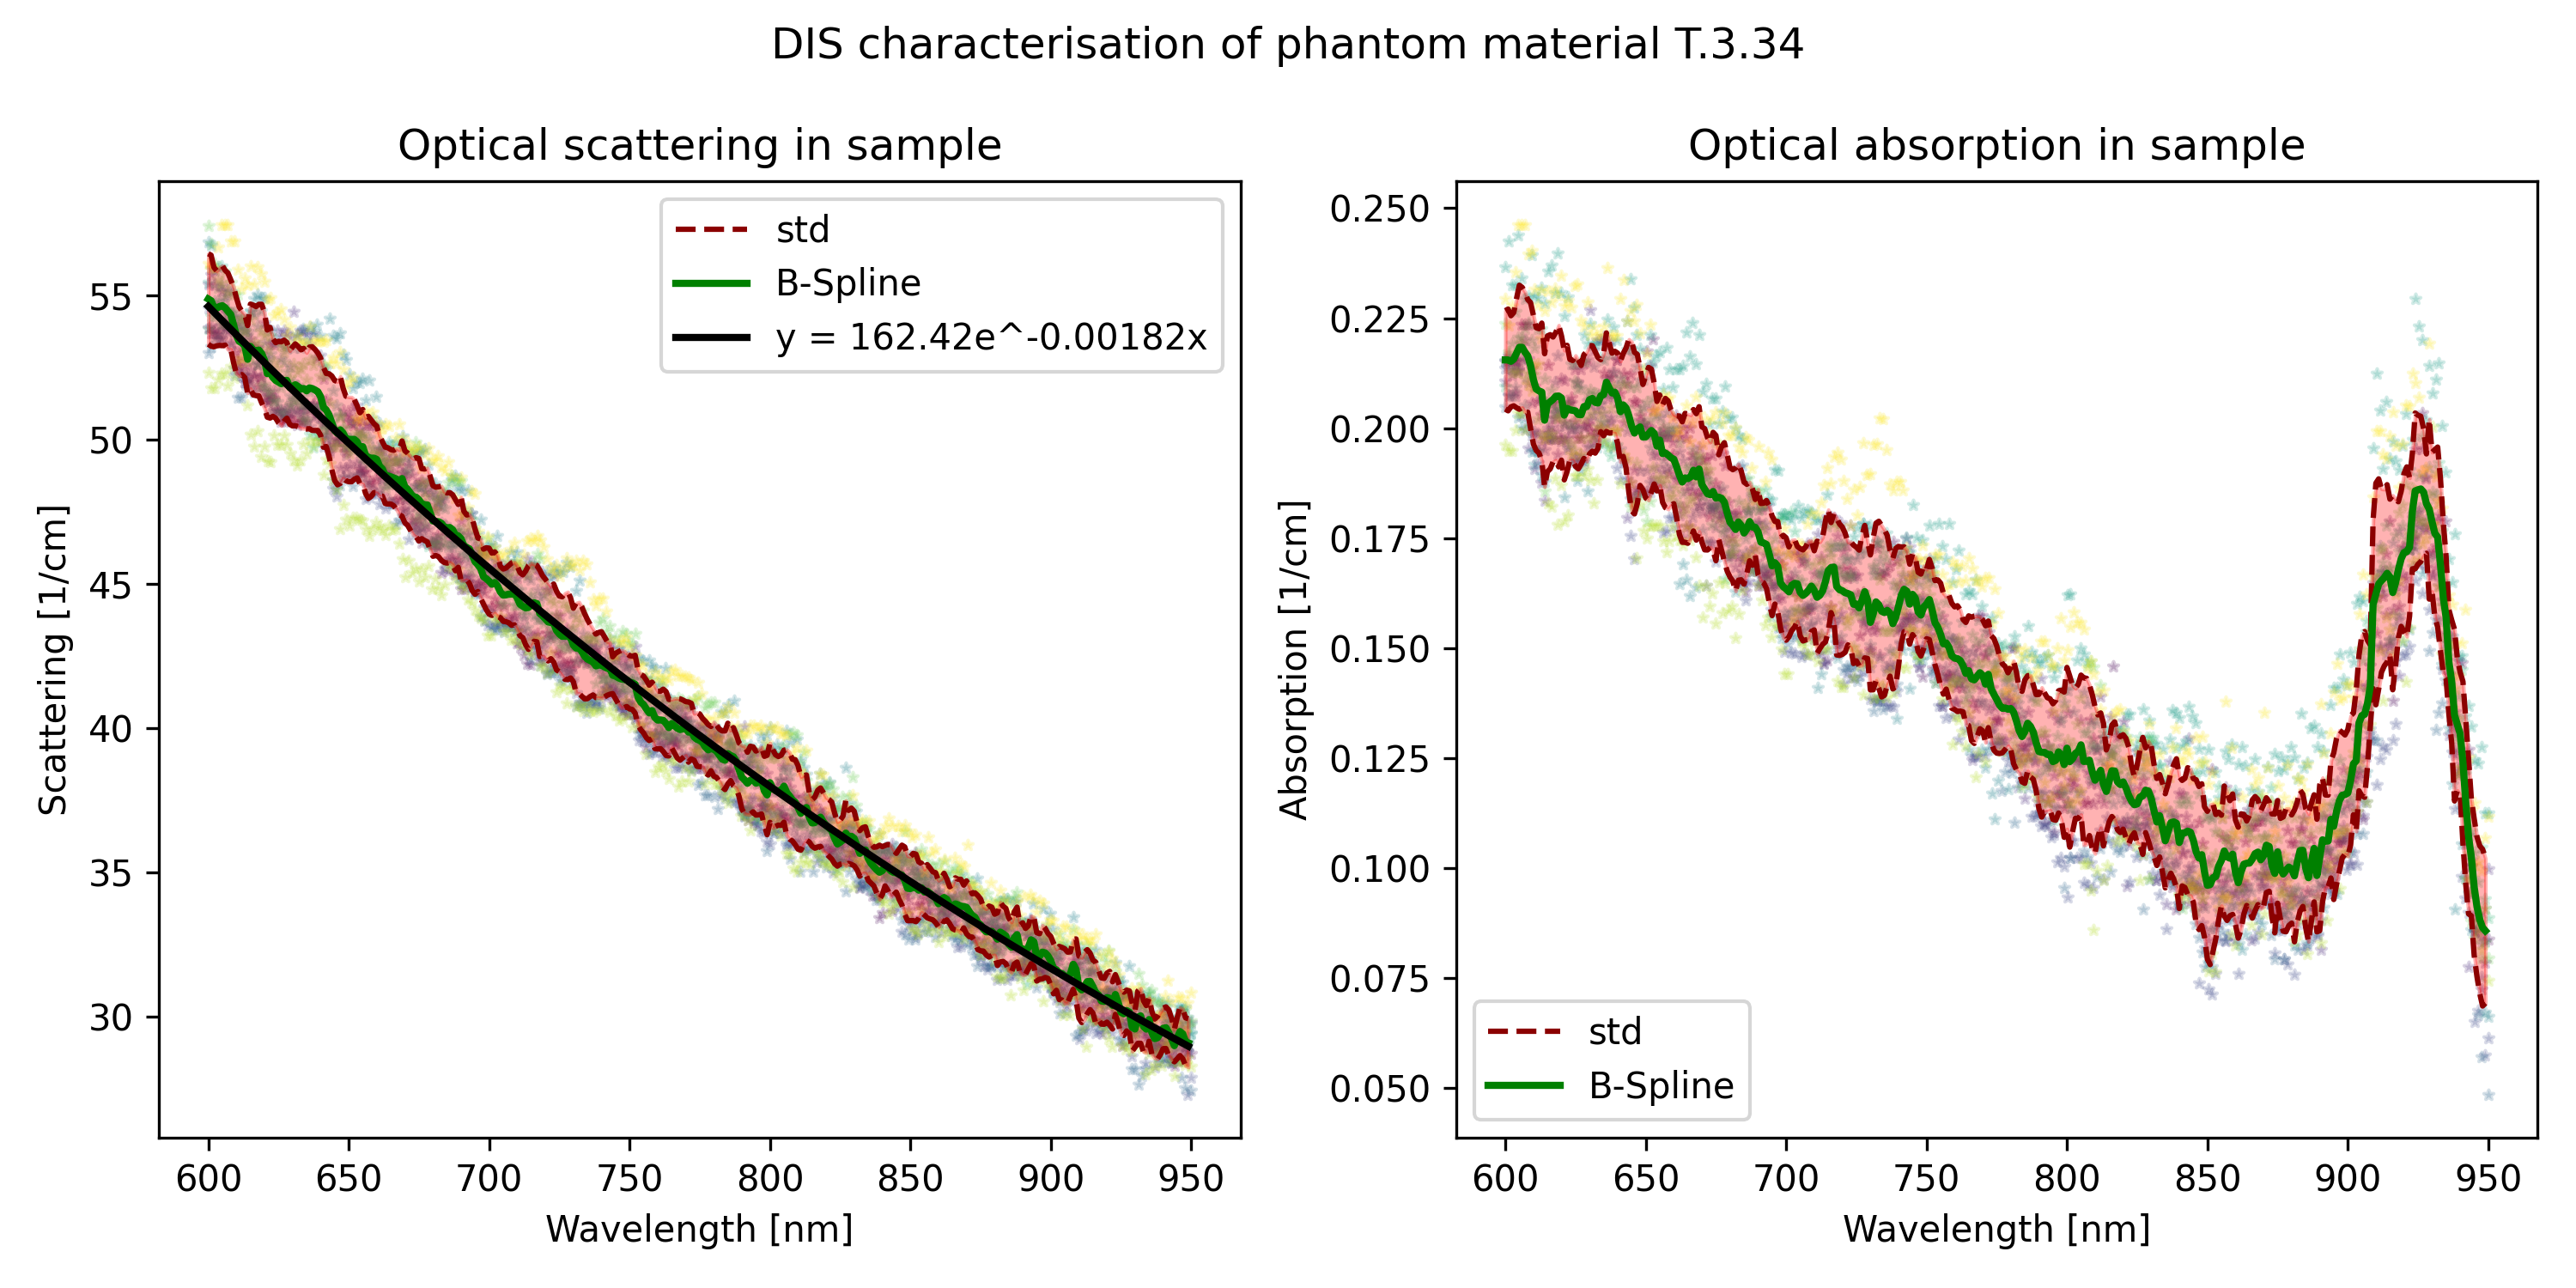 DIS characterisation of phantom material T.3.34
Optical scattering in sample
Scattering [1/cm]
55
50
45
40
35
30
std
B-Spline
y = 162.42e^-0.00182x
600 650 700 750 800 850 900 950
Wavelength [nm]
Optical absorption in sample
Absorption [1/cm]
0.250
0.225
0.200
0.175
0.150
0.125
0.100
0.075
0.050
std
B-Spline
600 650 700 750 800 850 900 950
Wavelength [nm]